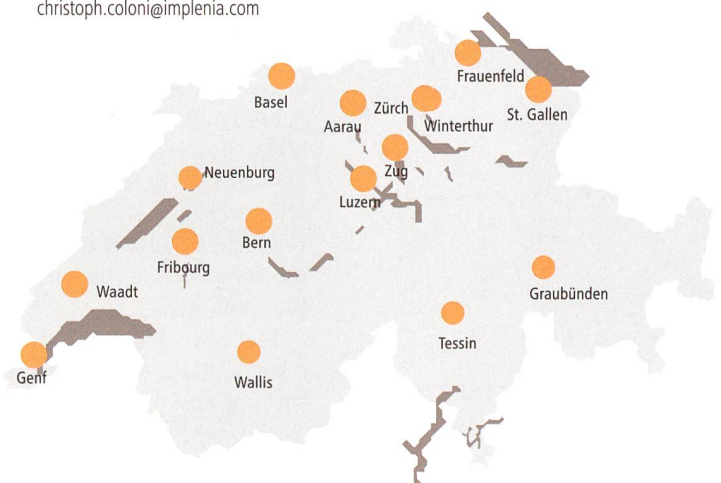 christoph.coloni@implenia.com
Frauenfeld
Basel
Zürch
St. Gallen
Aarau
Winterthur
Zug
Neuenburg
Luzern
Bern
Fribourg
Waadt
Graubünden
Tessin
Genf
Wallis